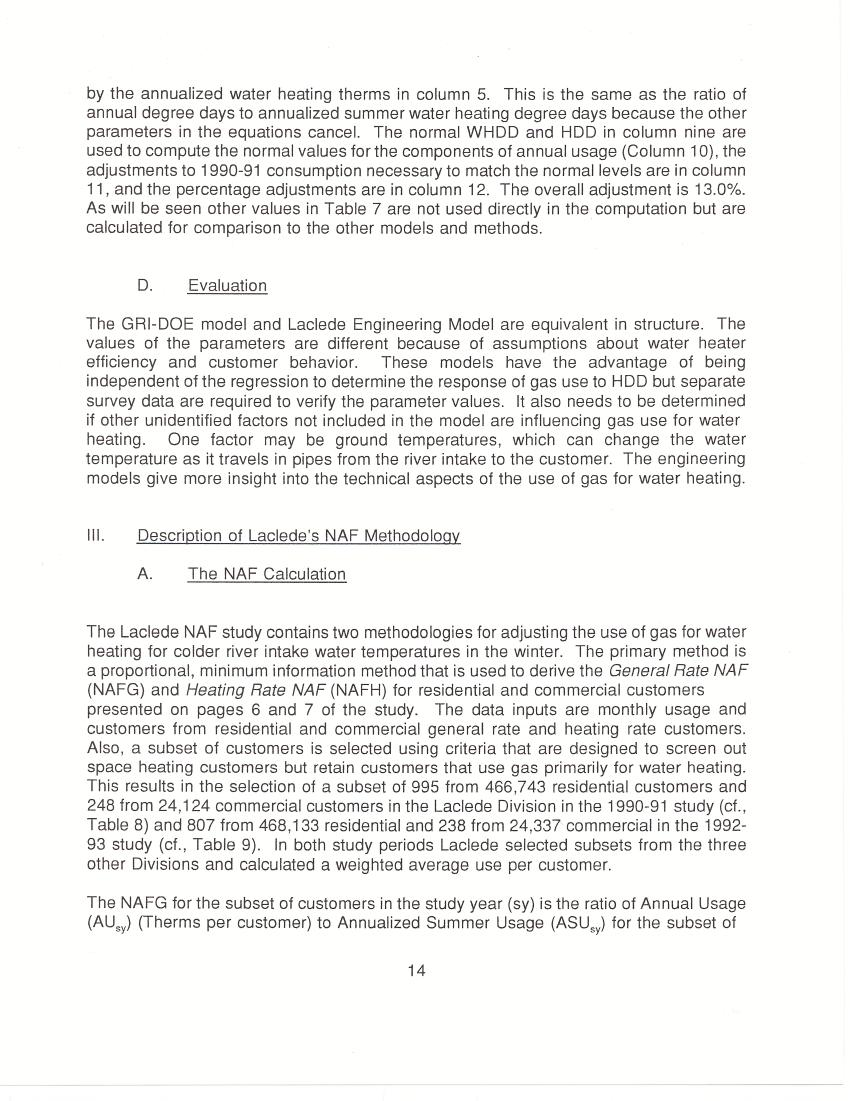 by the annualized water heating therms in column 5. This is the same as the ratio of
annual degree days to annualized summer water heating degree days because the other
parameters in the equations cancel. The normal WHDD and HDD in column nine are
used to compute the normal values for the components of annual usage (Column 10), the
adjustments to 1990-91 consumption necessary to match the normal levels are in column
11, and the percentage adjustments are in column 12. The overall adjustment is 13.0%.
As will be seen other values in Table 7 are not used directly in the computation but are
calculated for comparison to the other models and methods.
D. Evaluation
The GRI-DOE model and Laclede Engineering Model are equivalent in structure. The
values of the parameters are different because of assumptions about water heater
efficiency and customer behavior. These models have the advantage of being
independent of the regression to determine the response of gas use to HDD but separate
survey data are required to verify the parameter values. It also needs to be determined
if other unidentified factors not included in the model are influencing gas use for water
heating. One factor may be ground temperatures, which can change the water
temperature as it travels in pipes from the river intake to the customer. The engineering
models give more insight into the technical aspects of the use of gas for water heating.
III. Description of Laclede's NAF Methodology
A. The NAF Calculation
The Laclede NAF study contains two methodologies for adjusting the use of gas for water
heating for colder river intake water temperatures in the winter. The primary method is
a proportional, minimum information method that is used to derive the General Rate NAF
(NAFG) and Heating Rate NAF (NAFH) for residential and commercial customers
presented on pages 6 and 7 of the study. The data inputs are monthly usage and
customers from residential and commercial general rate and heating rate customers.
Also, a subset of customers is selected using criteria that are designed to screen out
space heating customers but retain customers that use gas primarily for water heating.
This results in the selection of a subset of 995 from 466,743 residential customers and
248 from 24,124 commercial customers in the Laclede Division in the 1990-91 study (cf.,
Table 8) and 807 from 468,133 residential and 238 from 24,337 commercial in the 1992-
93 study (cf., Table 9). In both study periods Laclede selected subsets from the three
other Divisions and calculated a weighted average use per customer.
The NAFG for the subset of customers in the study year (sy) is the ratio of Annual Usage
(AUsy) (Therms per customer) to Annualized Summer Usage (ASUsy) for the subset of
14